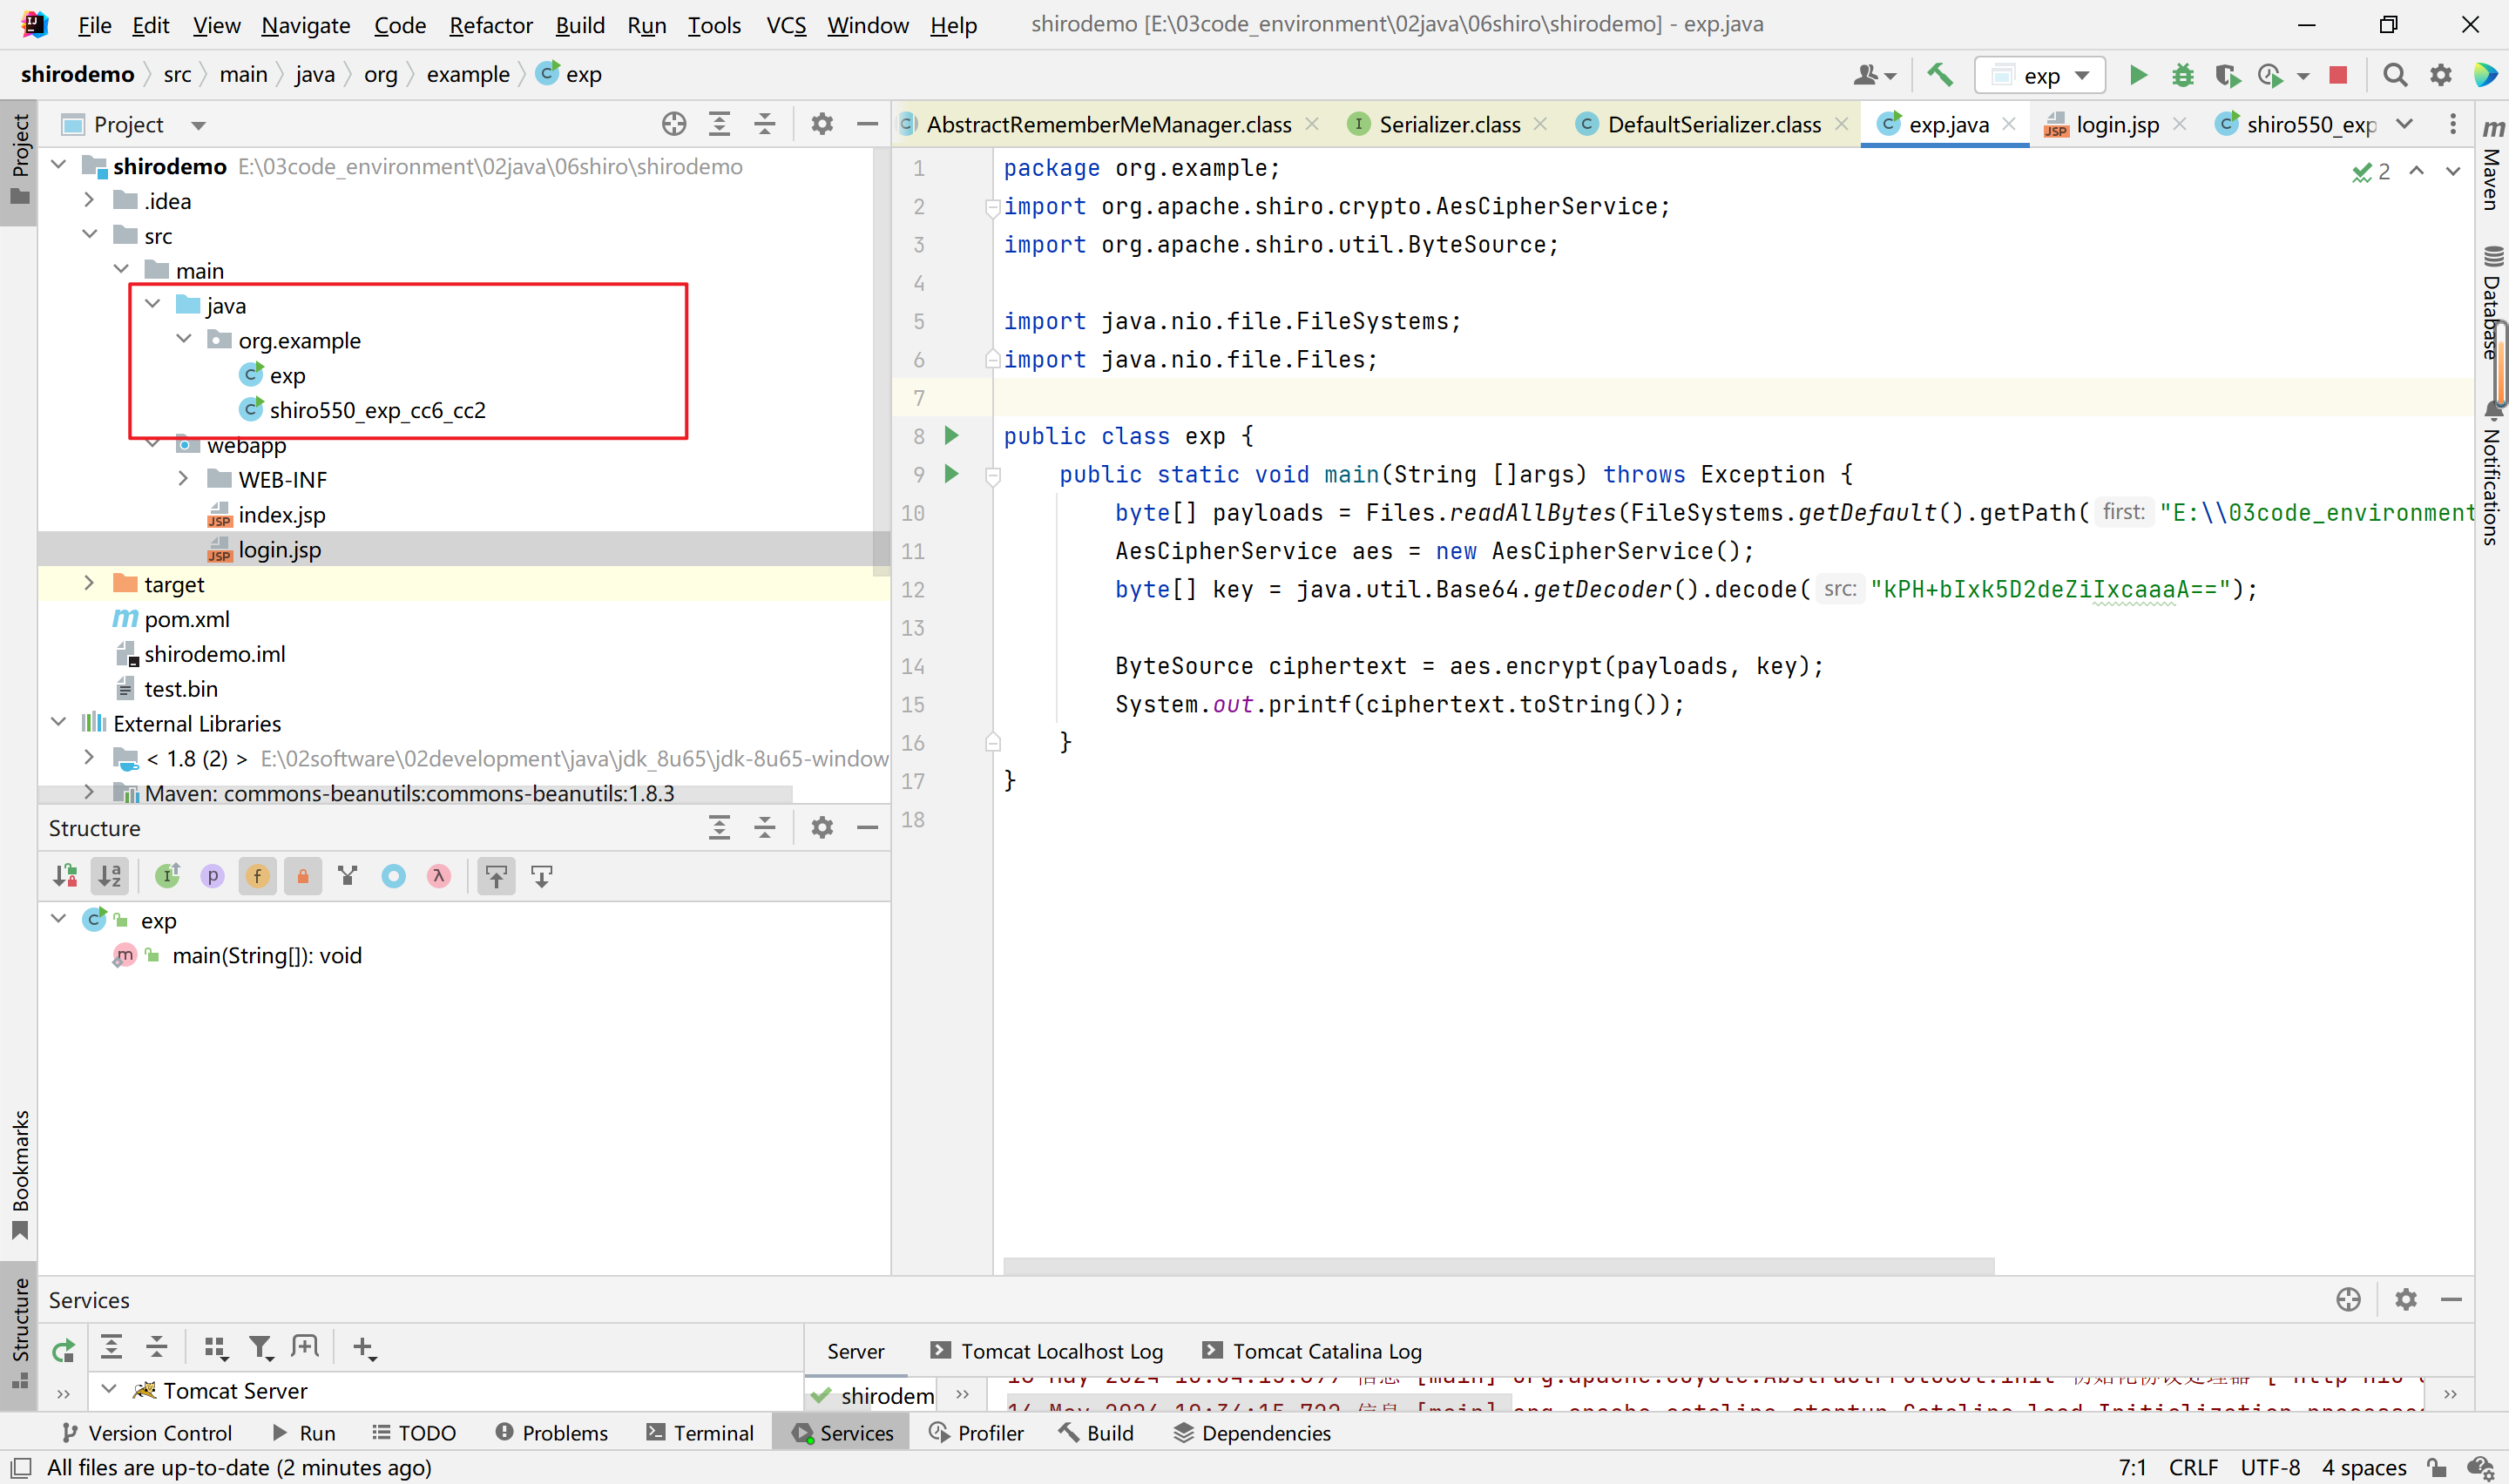 File Edit View Navigate Code Refactor Build Run Tools VCS Window Help shirodemo [E:\03code_environment\02java\06shiro\shirodemo] - exp.java
shirodemo src main java org example exp
exp
Project
Project
AbstractRememberMeManager.class Serializer.class DefaultSerializer.class exp.java login.jsp shiro550_exp
shirodemo E:\03code_environment\02java\06shiro\shirodemo
.idea
src
main
java
org.example
exp
shiro550_exp_cc6_cc2
webapp
WEB-INF
index.jsp
login.jsp
target
pom.xml
shirodemo.iml
test.bin
External Libraries
< 1.8 (2) > E:\02software\02development\java\jdk_8u65\jdk-8u65-window
Maven: commons-beanutils:commons-beanutils:1.8.3
1 package org.example;
2 import org.apache.shiro.crypto.AesCipherService;
3 import org.apache.shiro.util.ByteSource;
4
5 import java.nio.file.FileSystems;
6 import java.nio.file.Files;
7
8 public class exp {
9 public static void main(String []args) throws Exception {
10 byte[] payloads = Files.readAllBytes(FileSystems.getDefault().getPath( first: "E:\\03code_environment
11 AesCipherService aes = new AesCipherService();
12 byte[] key = java.util.Base64.getDecoder().decode( src: "kPH+bIxk5D2deZiIxcaaaA==");
13
14 ByteSource ciphertext = aes.encrypt(payloads, key);
15 System.out.printf(ciphertext.toString());
16 }
17 }
18
2
Maven
Database
Notifications
Structure
exp
main(String[]): void
Bookmarks
Structure
Services
Server Tomcat Localhost Log Tomcat Catalina Log
Tomcat Server
shirodem
Version Control Run TODO Problems Terminal Services Profiler Build Dependencies
All files are up-to-date (2 minutes ago) 7:1 CRLF UTF-8 4 spaces